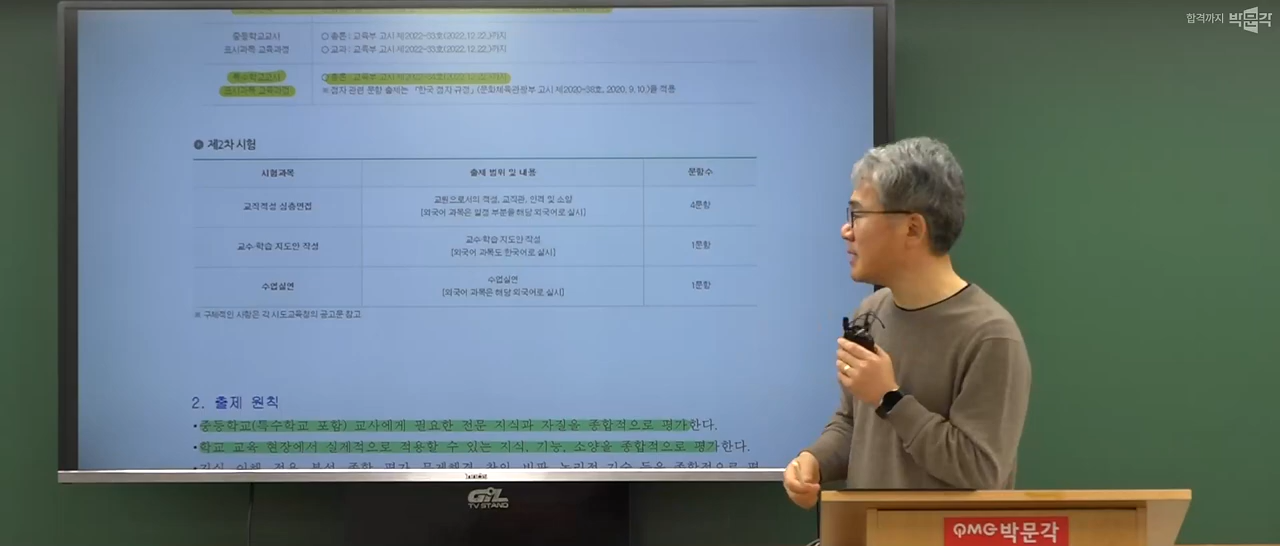 합격까지 박문각
중등학교교사
표시과목 교육과정
○ 총론 : 교육부 고시 제2022-33호(2022.12.22.)까지
○ 교과 : 교육부 고시 제2022-33호(2022.12.22.)까지
특수학교교사
표시과목 교육과정
※ 점자 관련 문항 출제는 「한국 점자 규정」(문화체육관광부 고시 제2020-38호, 2020. 9. 10.)을 적용
제2차 시험
시험과목 출제 범위 및 내용 문항수
교직적성 심층면접
교원으로서의 적성, 교직관, 인격 및 소양
[외국어 과목은 일정 부분을 해당 외국어로 실시]
4문항
교수·학습 지도안 작성
교수·학습 지도안 작성
[외국어 과목도 한국어로 실시]
1문항
수업실연
수업실연
[외국어 과목은 해당 외국어로 실시]
1문항
※ 구체적인 사항은 각 시·도교육청의 공고문 참고
2. 출제 원칙
•중등학교(특수학교 포함) 교사에게 필요한 전문 지식과 자질을 종합적으로 평가한다.
•학교 교육 현장에서 실제적으로 적용할 수 있는 지식, 기능, 소양을 종합적으로 평가한다.
GIL
TV STAND
QMG 박문각